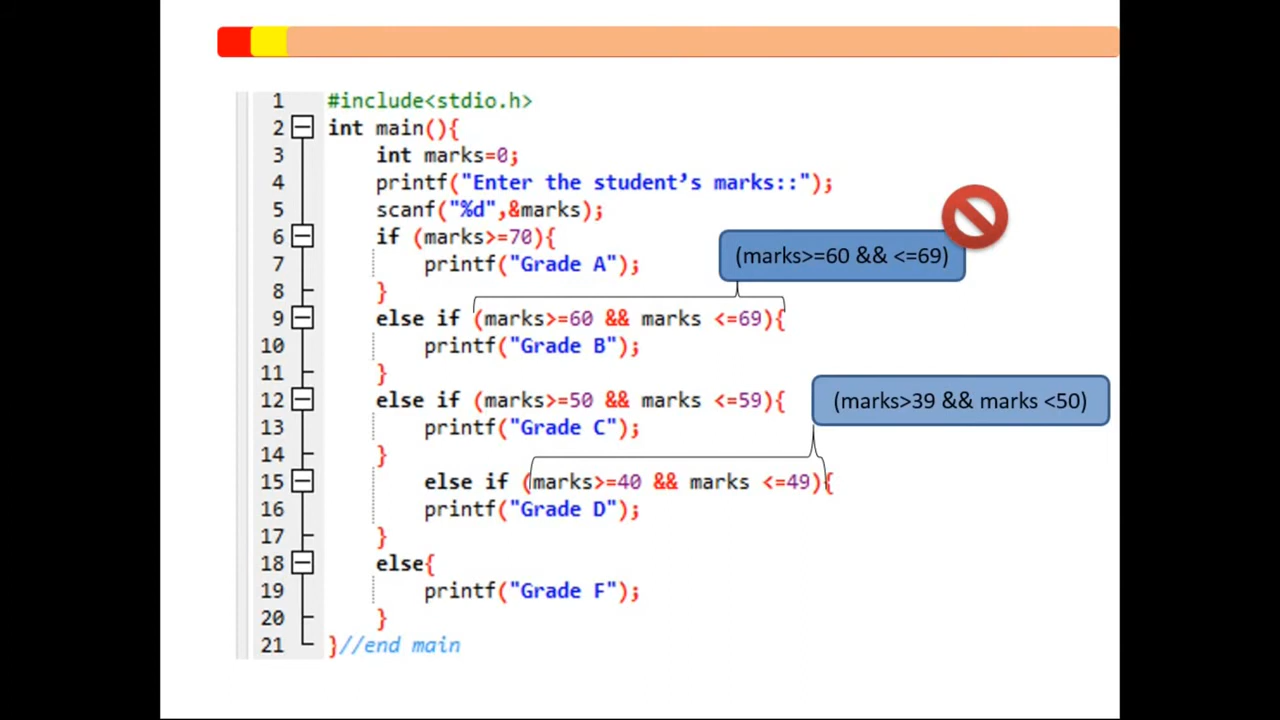 1 #include<stdio.h>
2 int main(){
3 int marks=0;
4 printf("Enter the student’s marks::");
5 scanf("%d",&marks);
6 if (marks>=70){
7 printf("Grade A");
(marks>=60 && <=69)
8 }
9 else if (marks>=60 && marks <=69){
10 printf("Grade B");
11 }
12 else if (marks>=50 && marks <=59){
(marks>39 && marks <50)
13 printf("Grade C");
14 }
15 else if (marks>=40 && marks <=49){
16 printf("Grade D");
17 }
18 else{
19 printf("Grade F");
20 }
21 }//end main